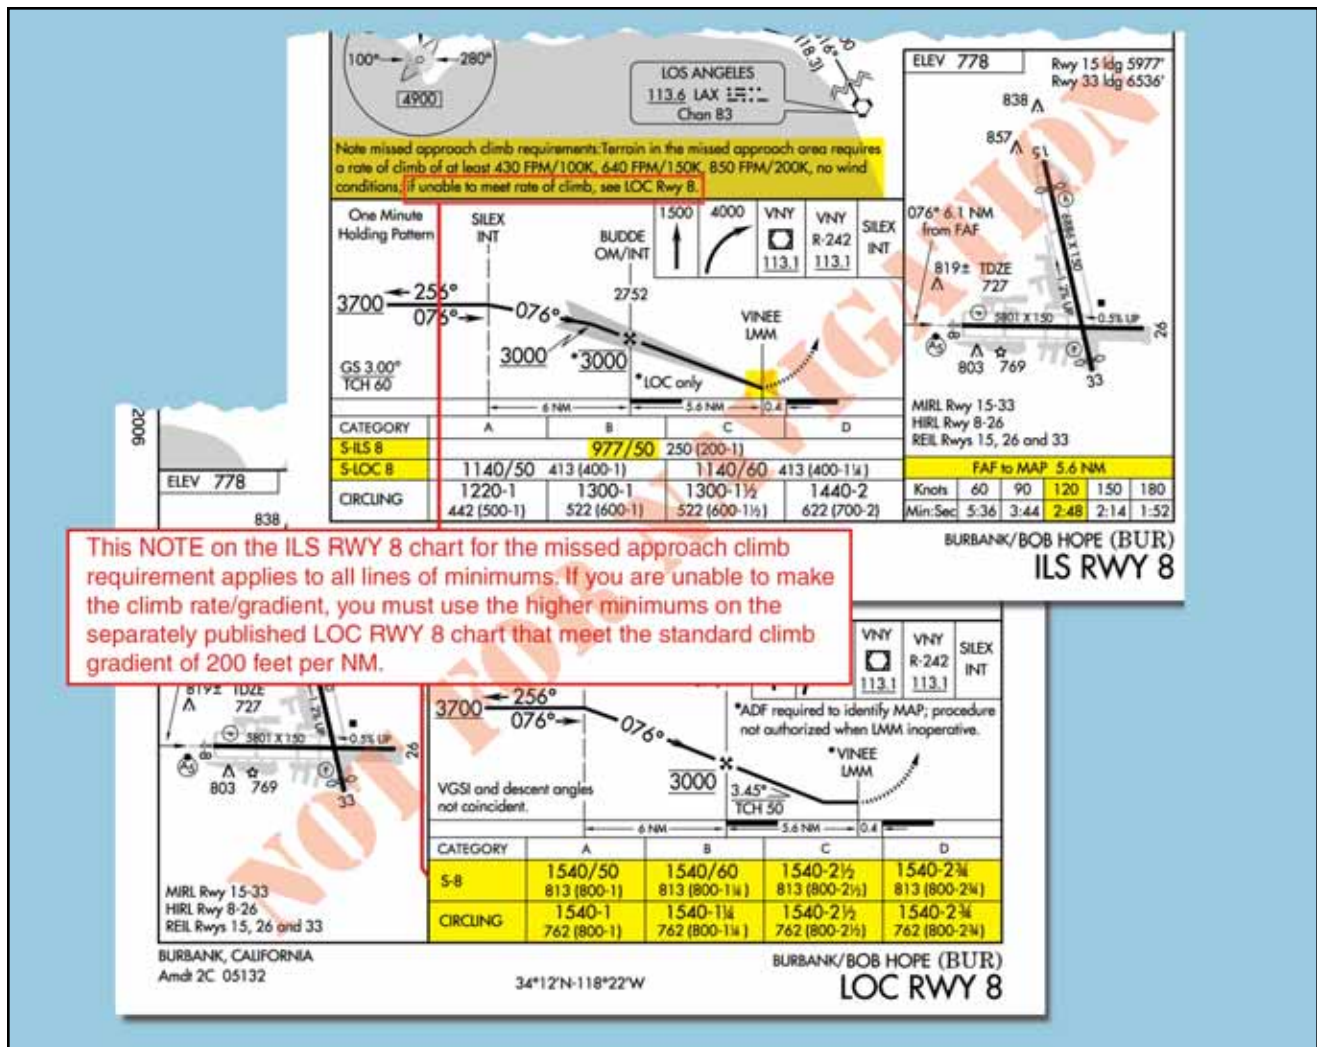 100° 280°
4900
LOS ANGELES
113.6 LAX
Chan 83
316°
(18.3)
Note missed approach climb requirements: Terrain in the missed approach area requires
a rate of climb of at least 430 FPM/100K, 640 FPM/150K, 850 FPM/200K, no wind
conditions; if unable to meet rate of climb, see LOC Rwy 8.
One Minute
Holding Pattern
SILEX
INT
BUDDE
OM/INT
2752
1500
4000
VNY
113.1
VNY
R-242
113.1
SILEX
INT
3700
256°
076°
076°
3000
*3000
VINEE
LMM
GS 3.00°
TCH 60
*LOC only
6 NM
5.6 NM
0.4
CATEGORY A B C D
S-ILS 8 977/50 250 (200-1)
S-LOC 8 1140/50 413 (400-1) 1140/60 413 (400-1¼)
CIRCLING 1220-1 1300-1 1300-1½ 1440-2
442 (500-1) 522 (600-1) 522 (600-1½) 622 (700-2)
ELEV 778
Rwy 15 ldg 5977'
Rwy 33 ldg 6536'
838
857
15
076° 6.1 NM
from FAF
6886 X 150
819± TDZE
727
1.2% UP
5801 X 150
0.5% UP
8
26
A5
803 769
33
MIRL Rwy 15-33
HIRL Rwy 8-26
REIL Rwys 15, 26 and 33
FAF to MAP 5.6 NM
Knots 60 90 120 150 180
Min:Sec 5:36 3:44 2:48 2:14 1:52
BURBANK/BOB HOPE (BUR)
ILS RWY 8
NOT FOR NAVIGATION
2006
ELEV 778
838
This NOTE on the ILS RWY 8 chart for the missed approach climb
requirement applies to all lines of minimums. If you are unable to make
the climb rate/gradient, you must use the higher minimums on the
separately published LOC RWY 8 chart that meet the standard climb
gradient of 200 feet per NM.
819± TDZE
727
1.2% UP
5801 X 150
0.5% UP
8
26
A5
803 769
33
MIRL Rwy 15-33
HIRL Rwy 8-26
REIL Rwys 15, 26 and 33
VNY
113.1
VNY
R-242
113.1
SILEX
INT
3700
256°
076°
076°
*ADF required to identify MAP; procedure
not authorized when LMM inoperative.
*VINEE
LMM
3000
3.45°
TCH 50
VGSI and descent angles
not coincident.
6 NM
5.6 NM
0.4
CATEGORY A B C D
S-8 1540/50 1540/60 1540-2½ 1540-2¾
813 (800-1) 813 (800-1¼) 813 (800-2½) 813 (800-2¾)
CIRCLING 1540-1 1540-1¼ 1540-2½ 1540-2¾
762 (800-1) 762 (800-1¼) 762 (800-2½) 762 (800-2¾)
BURBANK, CALIFORNIA
Amdt 2C 05132
34°12'N-118°22'W
BURBANK/BOB HOPE (BUR)
LOC RWY 8